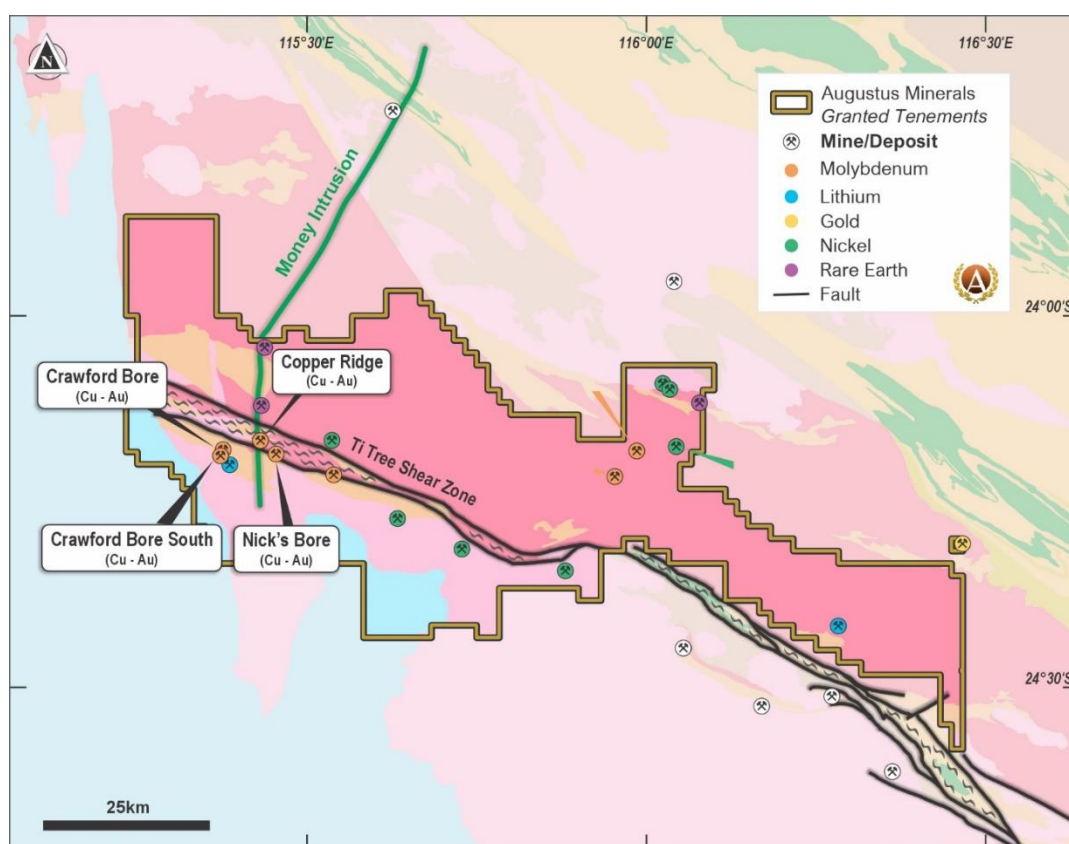 115°30'E
116°00'E
116°30'E
N
Augustus Minerals
Granted Tenements
Mine/Deposit
Molybdenum
Lithium
Gold
Nickel
Rare Earth
Fault
A
Money Intrusion
24°00'S
Copper Ridge
(Cu - Au)
Crawford Bore
(Cu - Au)
Ti Tree Shear Zone
Crawford Bore South
(Cu - Au)
Nick's Bore
(Cu - Au)
24°30'S
25km